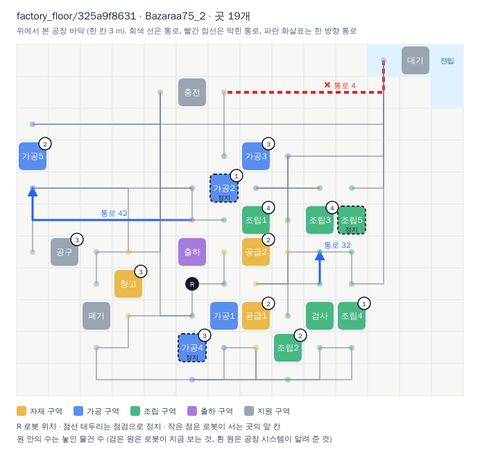 factory_floor/325a9f8631 · Bazaraa75_2 · 곳 19개
위에서 본 공장 바닥 (한 칸 3 m). 회색 선은 통로, 빨간 점선은 막힌 통로, 파란 화살표는 한 방향 통로
대기
전립
✕ 통로 4
충전
2
가공5
3
가공3
1
가공2
정지
통로 42
4
조립1
4
조립3
조립5
정지
3
공구
출하
2
공급2
통로 32
3
창고
R
폐기
가공1
2
공급1
검사
1
조립4
3
가공4
정지
2
조립2
자재 구역
가공 구역
조립 구역
출하 구역
지원 구역
R 로봇 위치 · 점선 테두리는 점검으로 정지 · 작은 점은 로봇이 서는 곳의 앞 칸
원 안의 수는 놓인 물건 수 (검은 원은 로봇이 지금 보는 것, 흰 원은 공장 시스템이 알려 준 것)